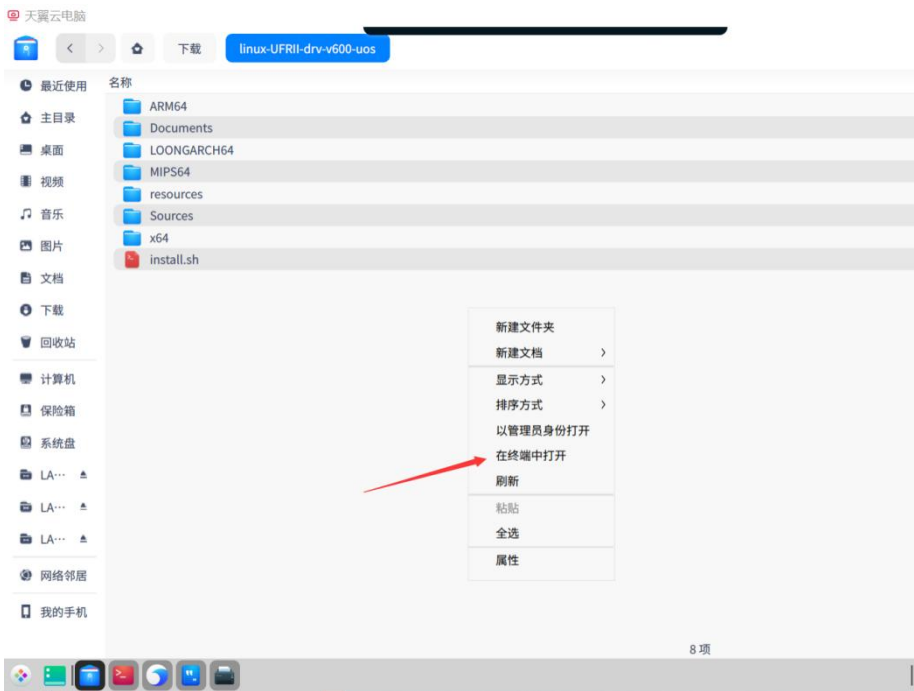 天翼云电脑
下载
linux-UFRII-drv-v600-uos
名称
最近使用
主目录
桌面
视频
音乐
图片
文档
下载
回收站
计算机
保险箱
系统盘
LA…
LA…
LA…
网络邻居
我的手机
ARM64
Documents
LOONGARCH64
MIPS64
resources
Sources
x64
install.sh
新建文件夹
新建文档
显示方式
排序方式
以管理员身份打开
在终端中打开
刷新
粘贴
全选
属性
8 项